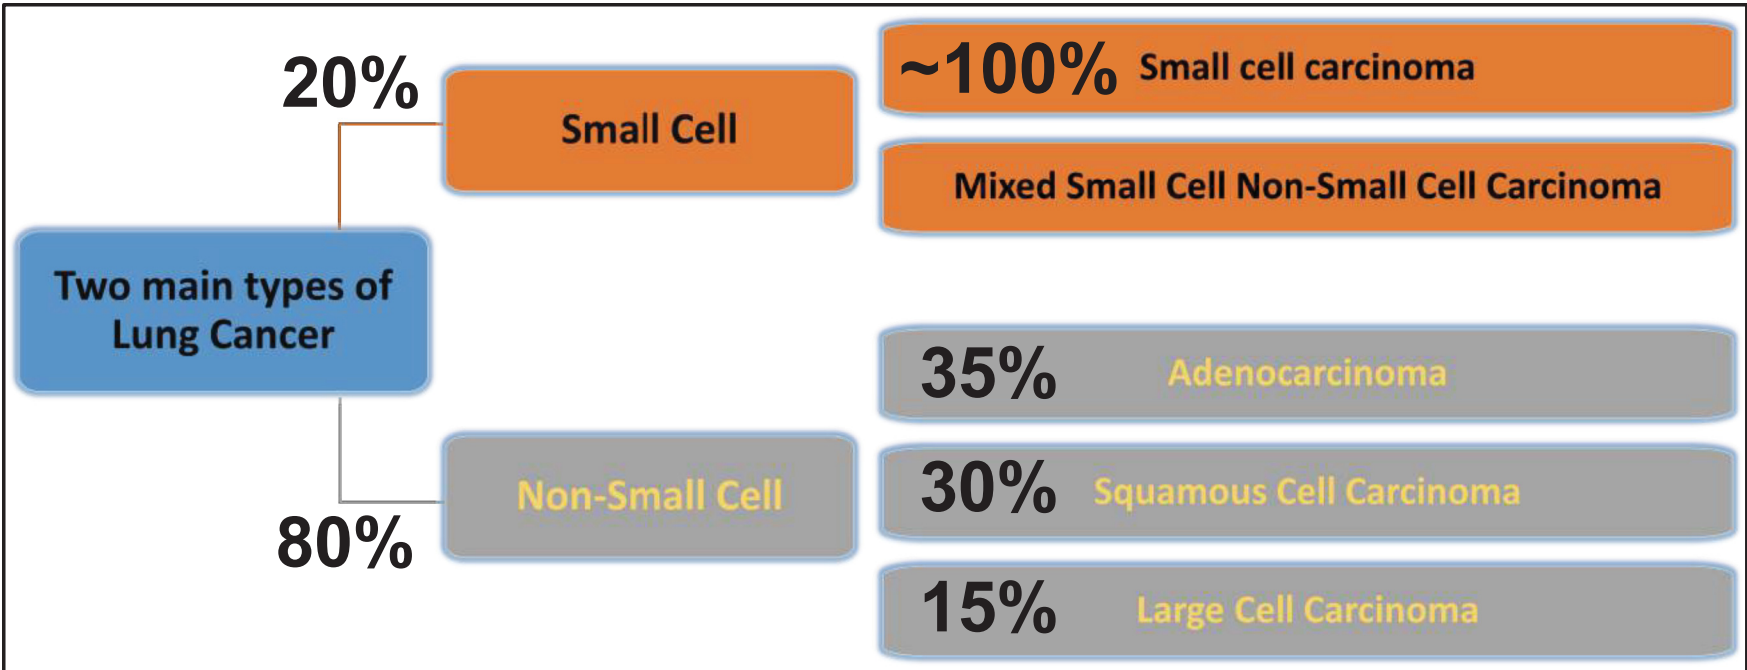 20%
Small Cell
~100% Small cell carcinoma
Mixed Small Cell Non-Small Cell Carcinoma
Two main types of
Lung Cancer
80%
Non-Small Cell
35% Adenocarcinoma
30% Squamous Cell Carcinoma
15% Large Cell Carcinoma